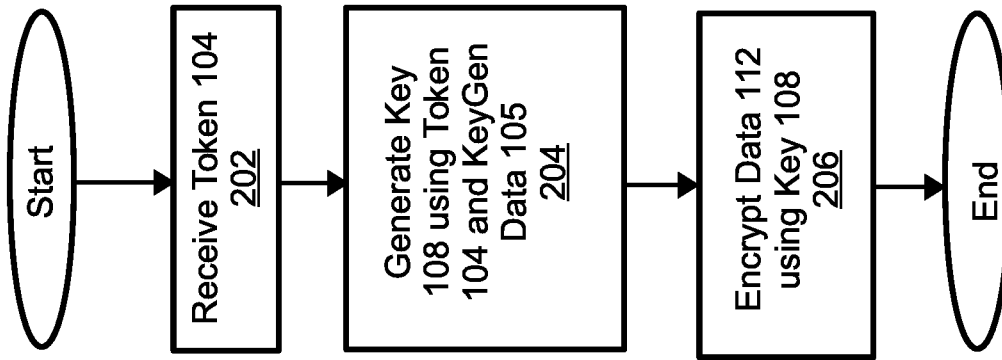 Start
Receive Token 104
202
Generate Key
108 using Token
104 and KeyGen
Data 105
204
Encrypt Data 112
using Key 108
206
End